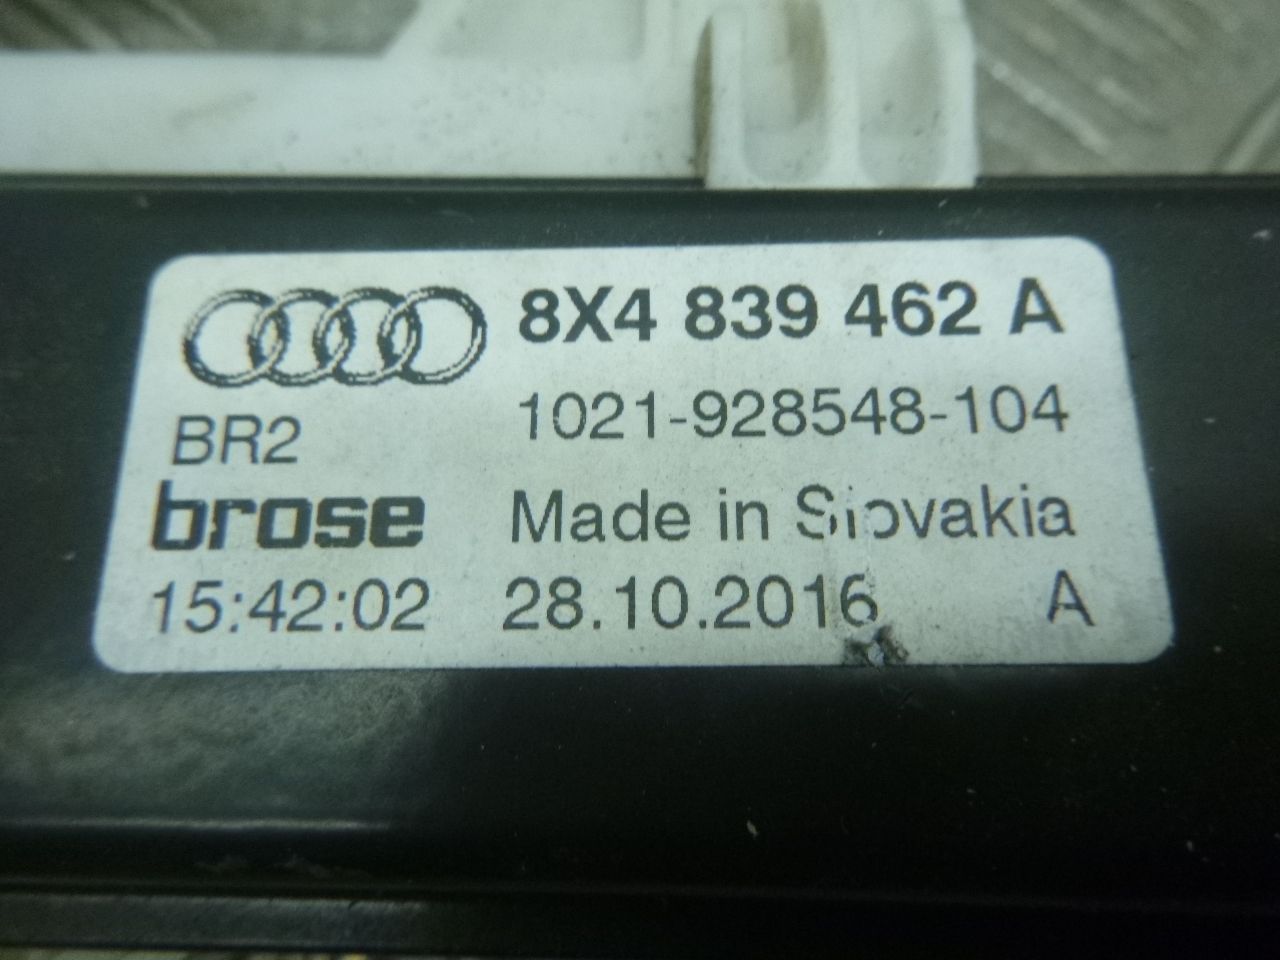 8X4 839 462 A
BR2 1021-928548-104
brose Made in Slovakia
15:42:02 28.10.2016 A